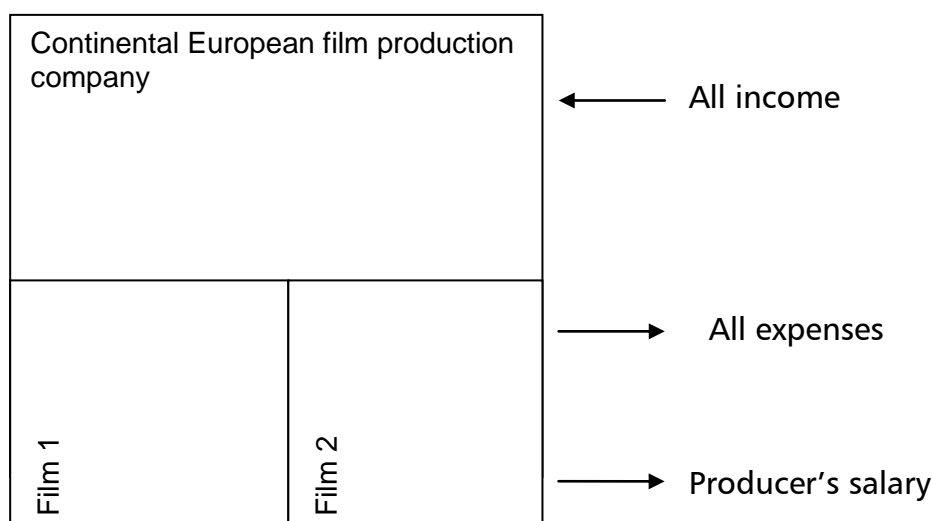 Continental European film production
company
All income
All expenses
Film 1
Film 2
Producer’s salary